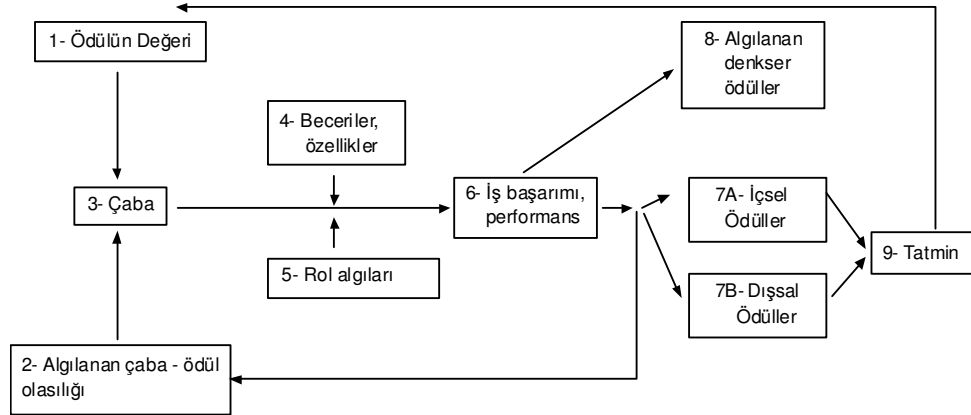 1- Ödülün Değeri
8- Algılanan
denkser
ödüller
4- Beceriler,
özellikler
3- Çaba
6- İş başarımı,
performans
7A- İçsel
Ödüller
9- Tatmin
5- Rol algıları
7B- Dışsal
Ödüller
2- Algılanan çaba - ödül
olasılığı